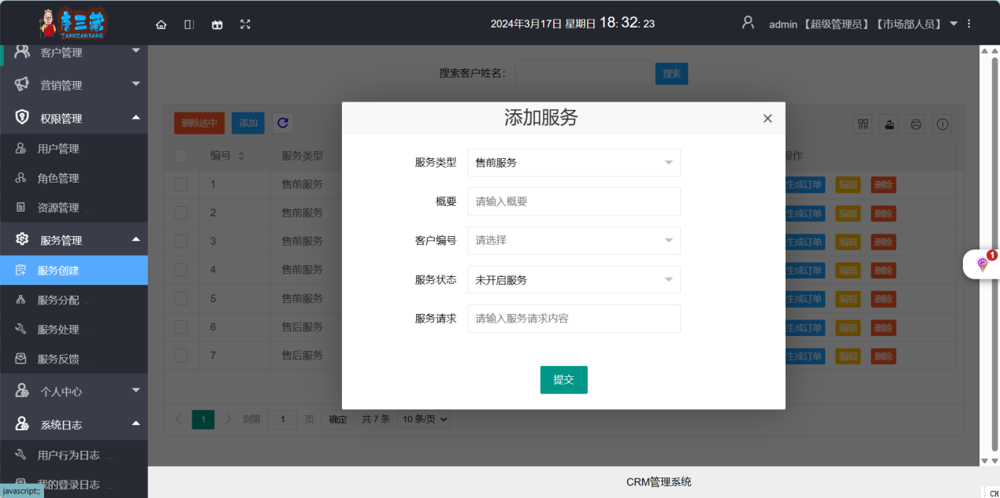 唐三藏
TANGSANZANG
2024年3月17日 星期日 18: 32: 23
admin 【超级管理员】【市场部人员】
客户管理
营销管理
权限管理
用户管理
角色管理
资源管理
服务管理
服务创建
服务分配
服务处理
服务反馈
个人中心
系统日志
用户行为日志
我的登录日志
javascript:;
搜索客户姓名：
搜索
删除选中 添加
编号 服务类型 操作
1 售前服务 生成订单 编辑 删除
2 售前服务 生成订单 编辑 删除
3 售前服务 生成订单 编辑 删除
4 售前服务 生成订单 编辑 删除
5 售前服务 生成订单 编辑 删除
6 售后服务 生成订单 编辑 删除
7 售后服务 生成订单 编辑 删除
1 到第 1 页 确定 共 7 条 10 条/页
添加服务
服务类型 售前服务
概要 请输入概要
客户编号 请选择
服务状态 未开启服务
服务请求 请输入服务请求内容
提交
1
CRM管理系统
CH